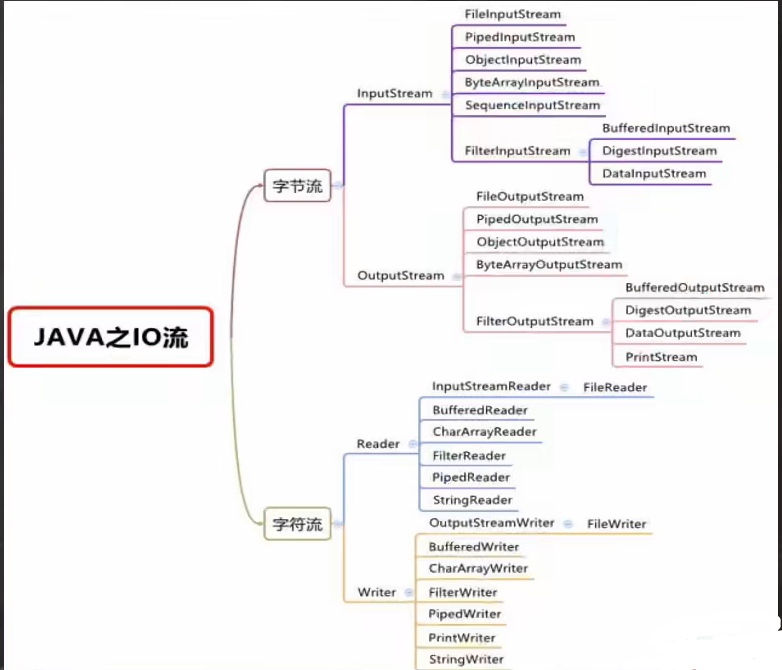 JAVA之IO流
字节流
InputStream
FileInputStream
PipedInputStream
ObjectInputStream
ByteArrayInputStream
SequenceInputStream
FilterInputStream
BufferedInputStream
DigestInputStream
DataInputStream
OutputStream
FileOutputStream
PipedOutputStream
ObjectOutputStream
ByteArrayOutputStream
FilterOutputStream
BufferedOutputStream
DigestOutputStream
DataOutputStream
PrintStream
字符流
Reader
InputStreamReader
FileReader
BufferedReader
CharArrayReader
FilterReader
PipedReader
StringReader
Writer
OutputStreamWriter
FileWriter
BufferedWriter
CharArrayWriter
FilterWriter
PipedWriter
PrintWriter
StringWriter